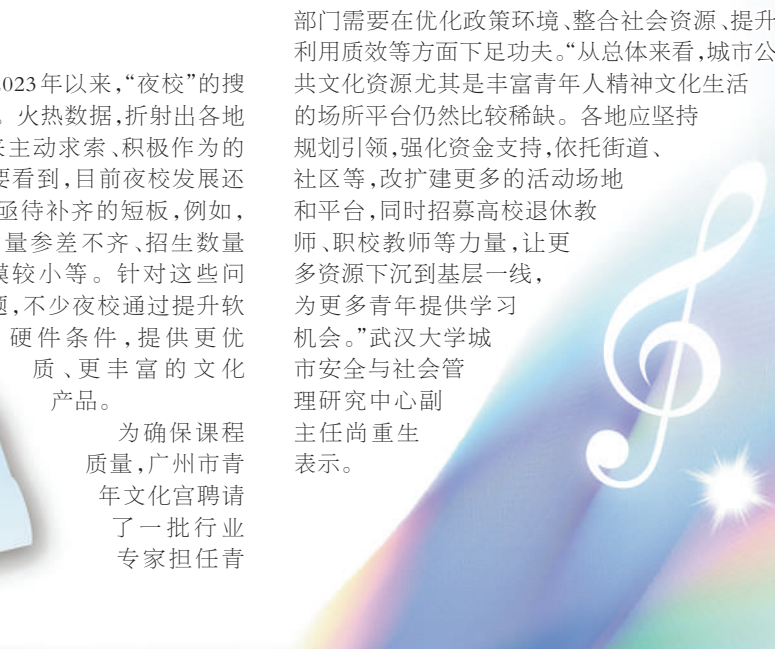 023年以来，“夜校”的搜
。火热数据，折射出各地
主动求索、积极作为的
要看到，目前夜校发展还
亟待补齐的短板，例如，
量参差不齐、招生数量
模较小等。针对这些问
题，不少夜校通过提升软
硬件条件，提供更优
质、更丰富的文化
产品。
为确保课程
质量，广州市青
年文化宫聘请
了一批行业
专家担任青
部门需要在优化政策环境、整合社会资源、提升
利用质效等方面下足功夫。“从总体来看，城市公
共文化资源尤其是丰富青年人精神文化生活
的场所平台仍然比较稀缺。各地应坚持
规划引领，强化资金支持，依托街道、
社区等，改扩建更多的活动场地
和平台，同时招募高校退休教
师、职校教师等力量，让更
多资源下沉到基层一线，
为更多青年提供学习
机会。”武汉大学城
市安全与社会管
理研究中心副
主任尚重生
表示。